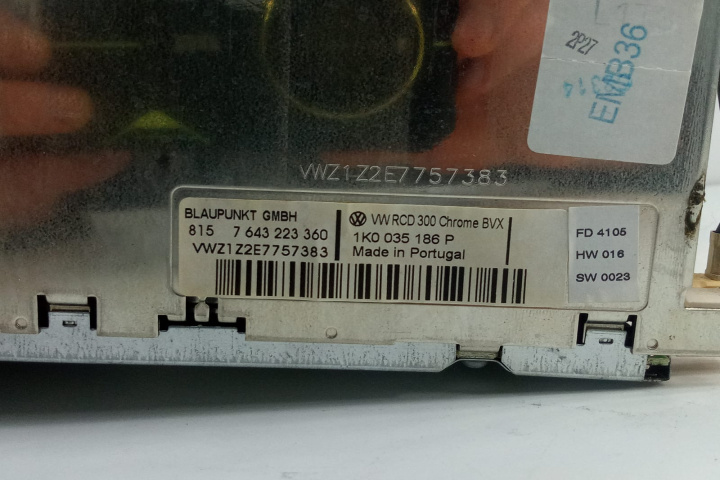 2P27
EMB36
VWZ1Z2E7757383
BLAUPUNKT GMBH
815 7 643 223 360
VWZ1Z2E7757383
VW RCD 300 Chrome BVX
1K0 035 186 P
Made in Portugal
FD 4105
HW 016
SW 0023